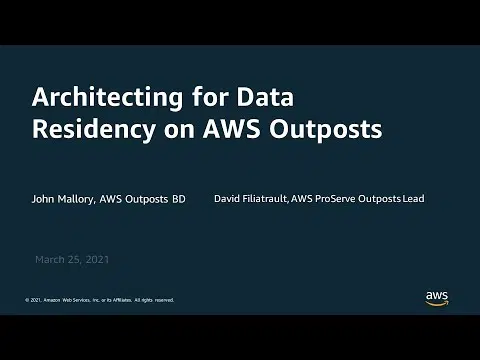 Architecting for Data
Residency on AWS Outposts
John Mallory, AWS Outposts BD
David Filiatrault, AWS ProServe Outposts Lead
March 25, 2021
© 2021, Amazon Web Services, Inc. or its Affiliates. All rights reserved.
aws